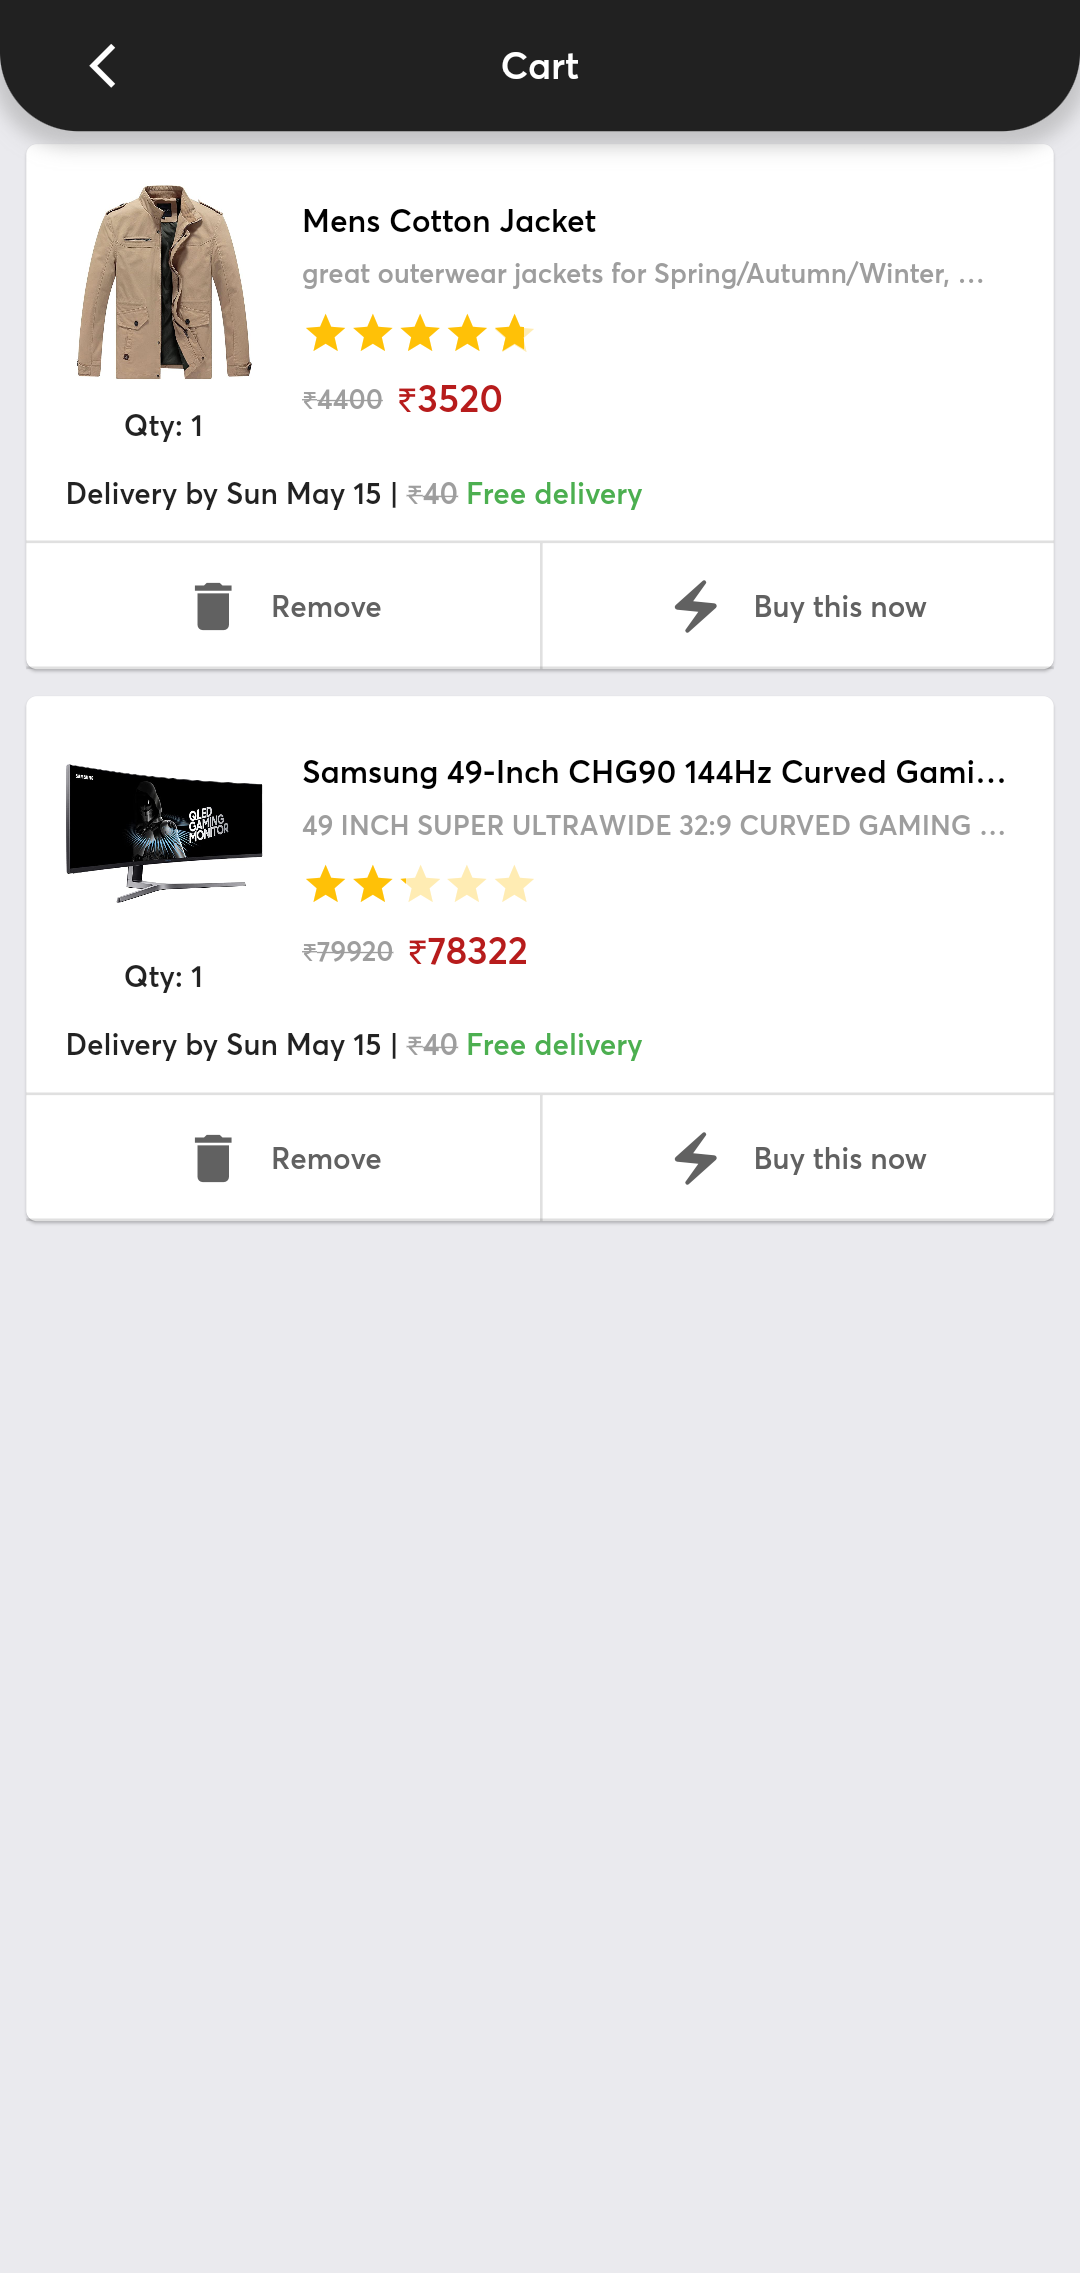 Cart
Mens Cotton Jacket
great outerwear jackets for Spring/Autumn/Winter, ...
₹4400 ₹3520
Qty: 1
Delivery by Sun May 15 | ₹40 Free delivery
Remove
Buy this now
SAMSUNG
QLED
GAMING
MONITOR
Samsung 49-Inch CHG90 144Hz Curved Gami...
49 INCH SUPER ULTRAWIDE 32:9 CURVED GAMING ...
₹79920 ₹78322
Qty: 1
Delivery by Sun May 15 | ₹40 Free delivery
Remove
Buy this now